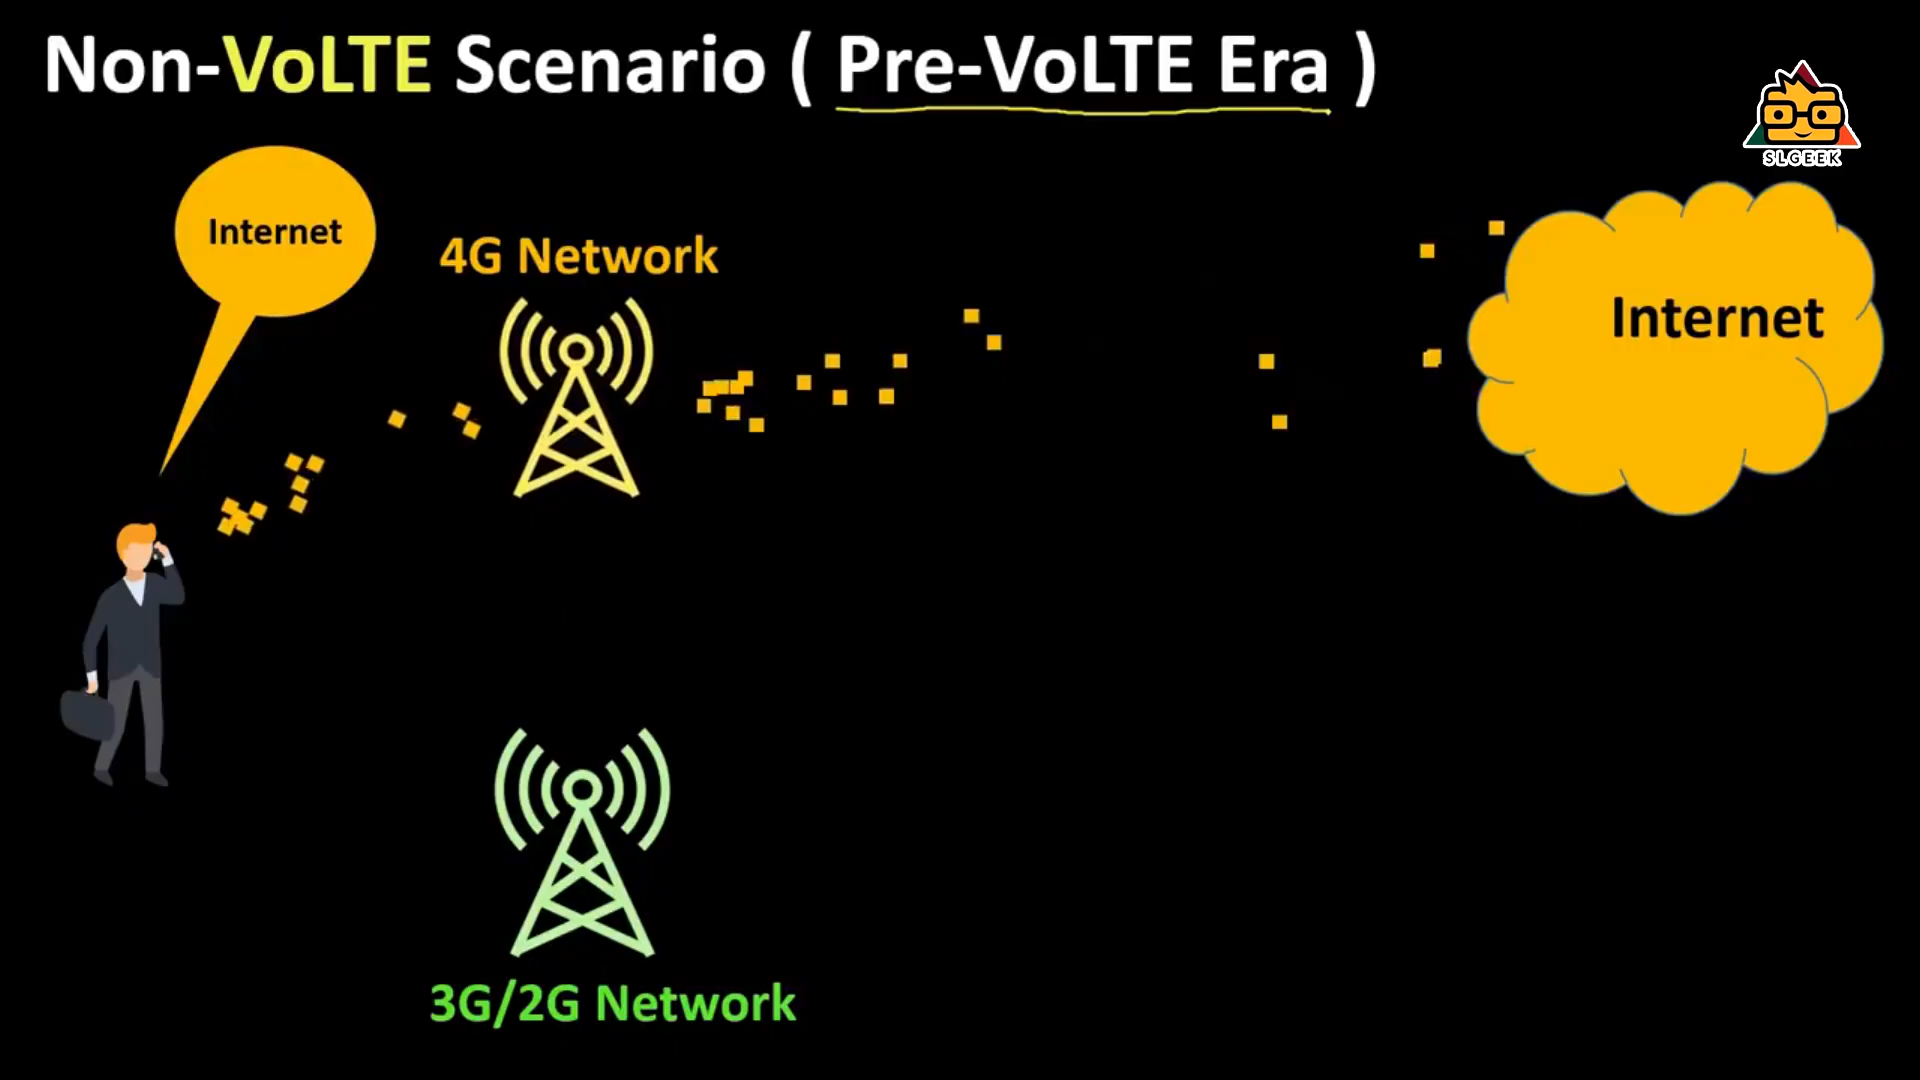 Non-VoLTE Scenario ( Pre-VoLTE Era )
SLGEEK
Internet
4G Network
Internet
3G/2G Network